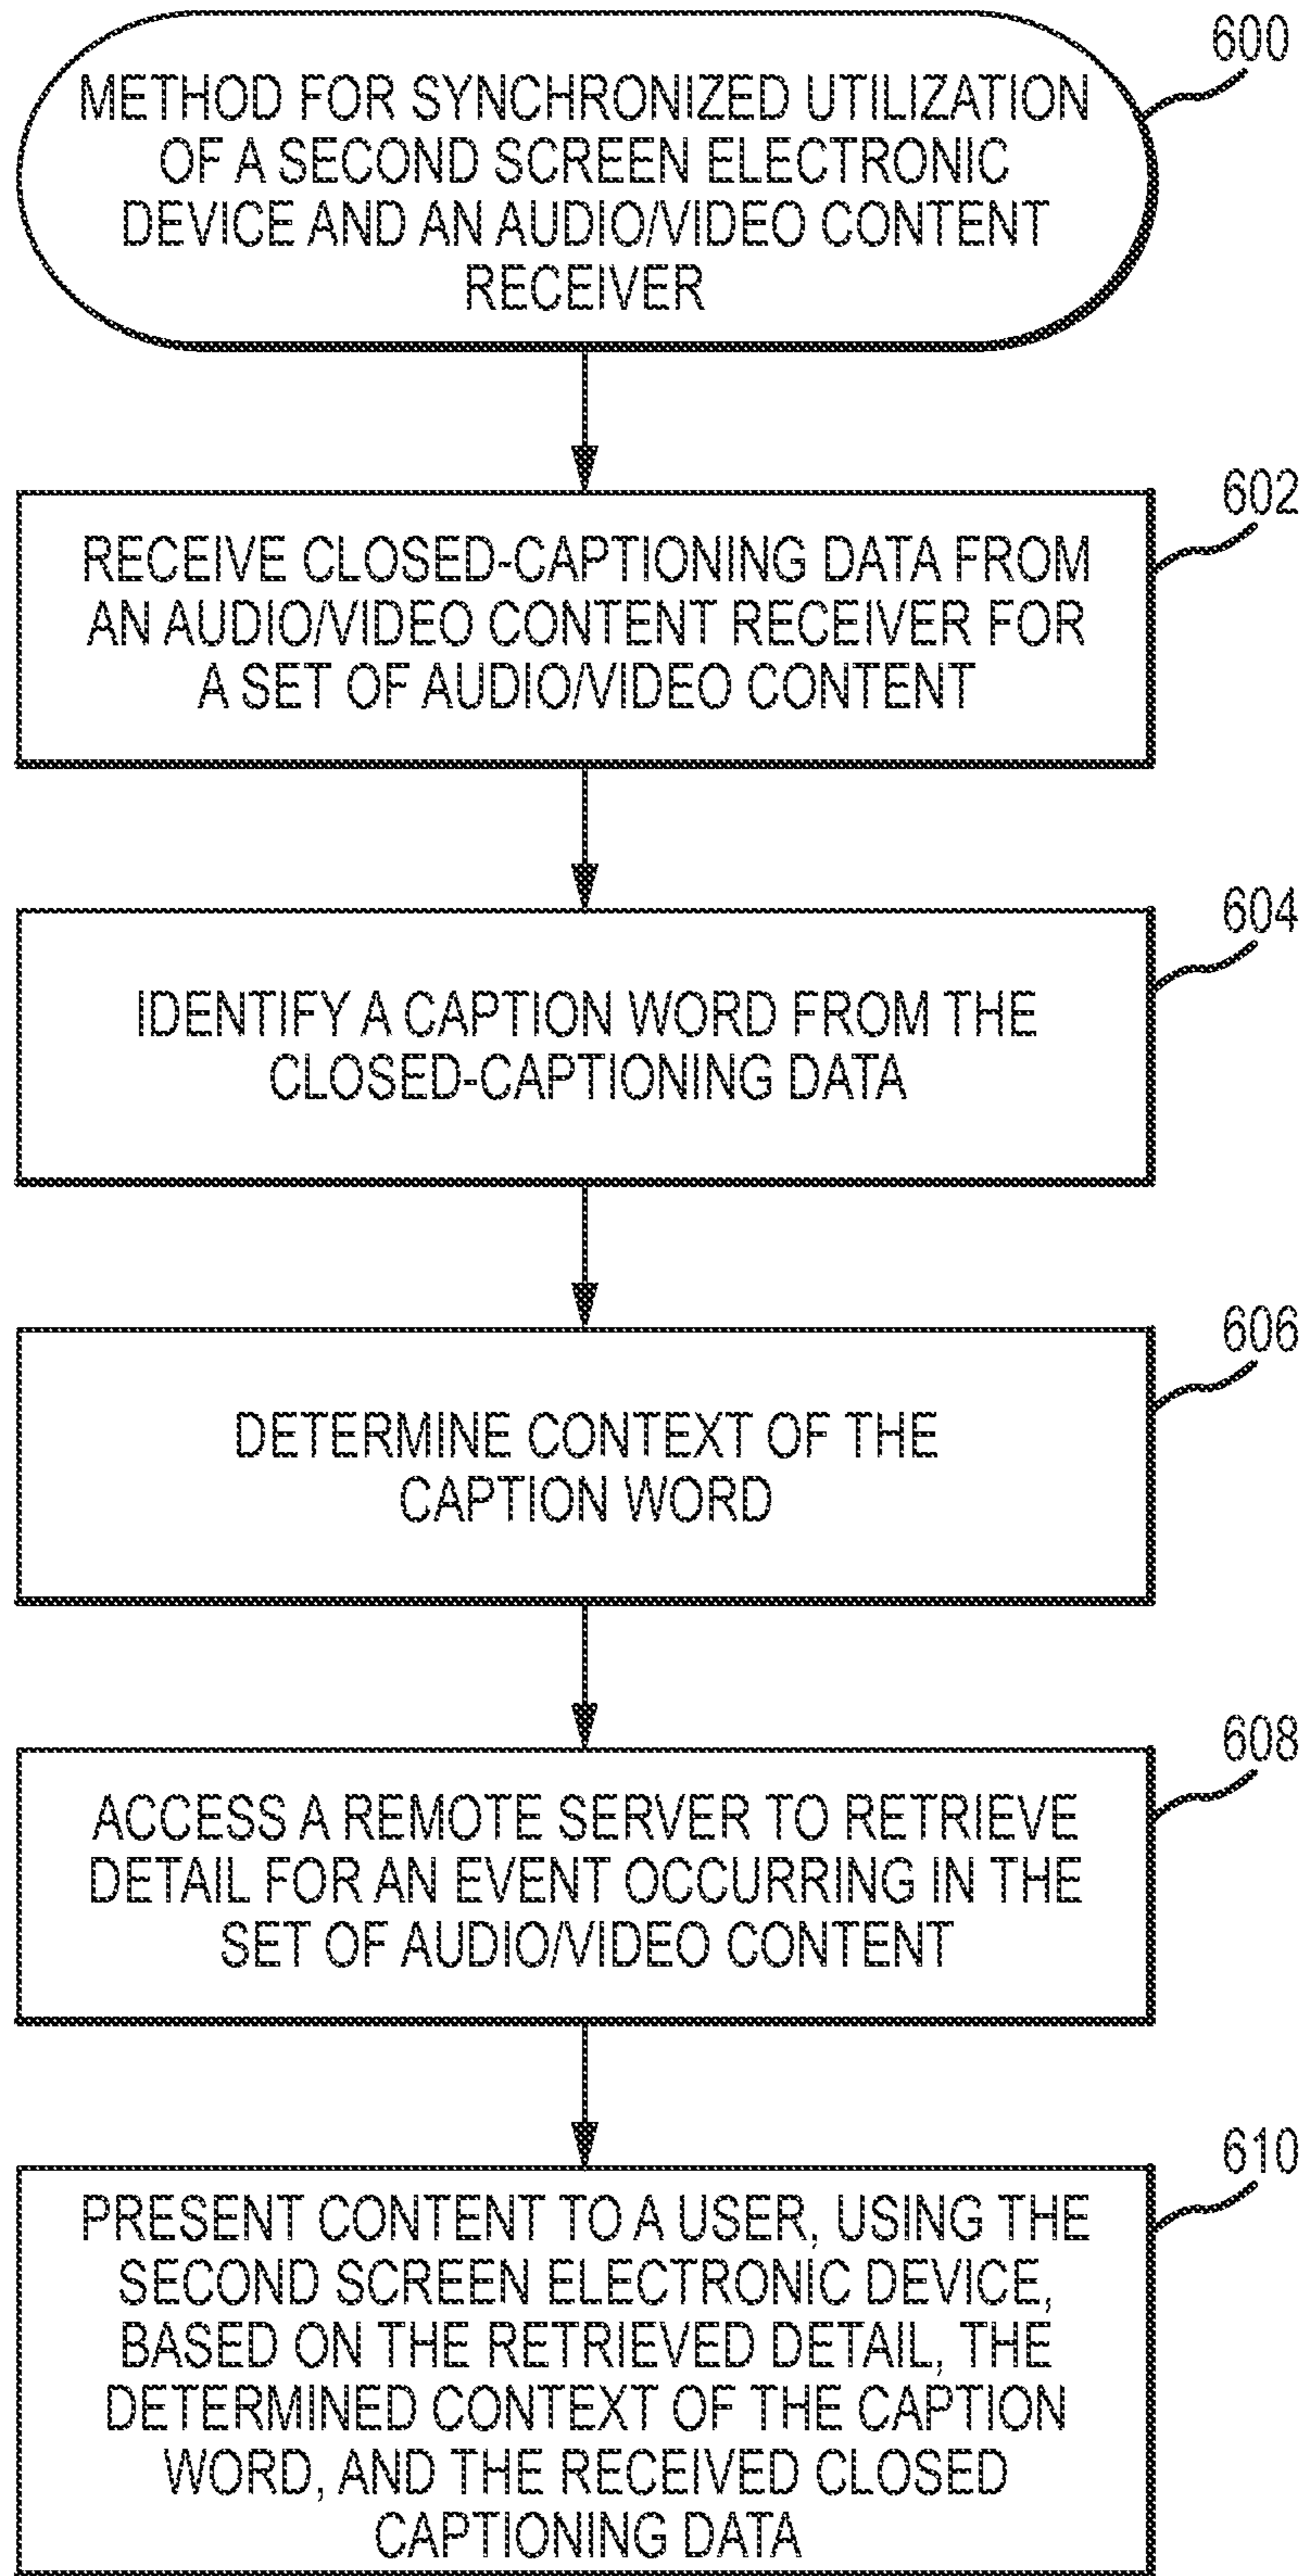 600
METHOD FOR SYNCHRONIZED UTILIZATION
OF A SECOND SCREEN ELECTRONIC
DEVICE AND AN AUDIO/VIDEO CONTENT
RECEIVER
602
RECEIVE CLOSED-CAPTIONING DATA FROM
AN AUDIO/VIDEO CONTENT RECEIVER FOR
A SET OF AUDIO/VIDEO CONTENT
604
IDENTIFY A CAPTION WORD FROM THE
CLOSED-CAPTIONING DATA
606
DETERMINE CONTEXT OF THE
CAPTION WORD
608
ACCESS A REMOTE SERVER TO RETRIEVE
DETAIL FOR AN EVENT OCCURRING IN THE
SET OF AUDIO/VIDEO CONTENT
610
PRESENT CONTENT TO A USER, USING THE
SECOND SCREEN ELECTRONIC DEVICE,
BASED ON THE RETRIEVED DETAIL, THE
DETERMINED CONTEXT OF THE CAPTION
WORD, AND THE RECEIVED CLOSED
CAPTIONING DATA